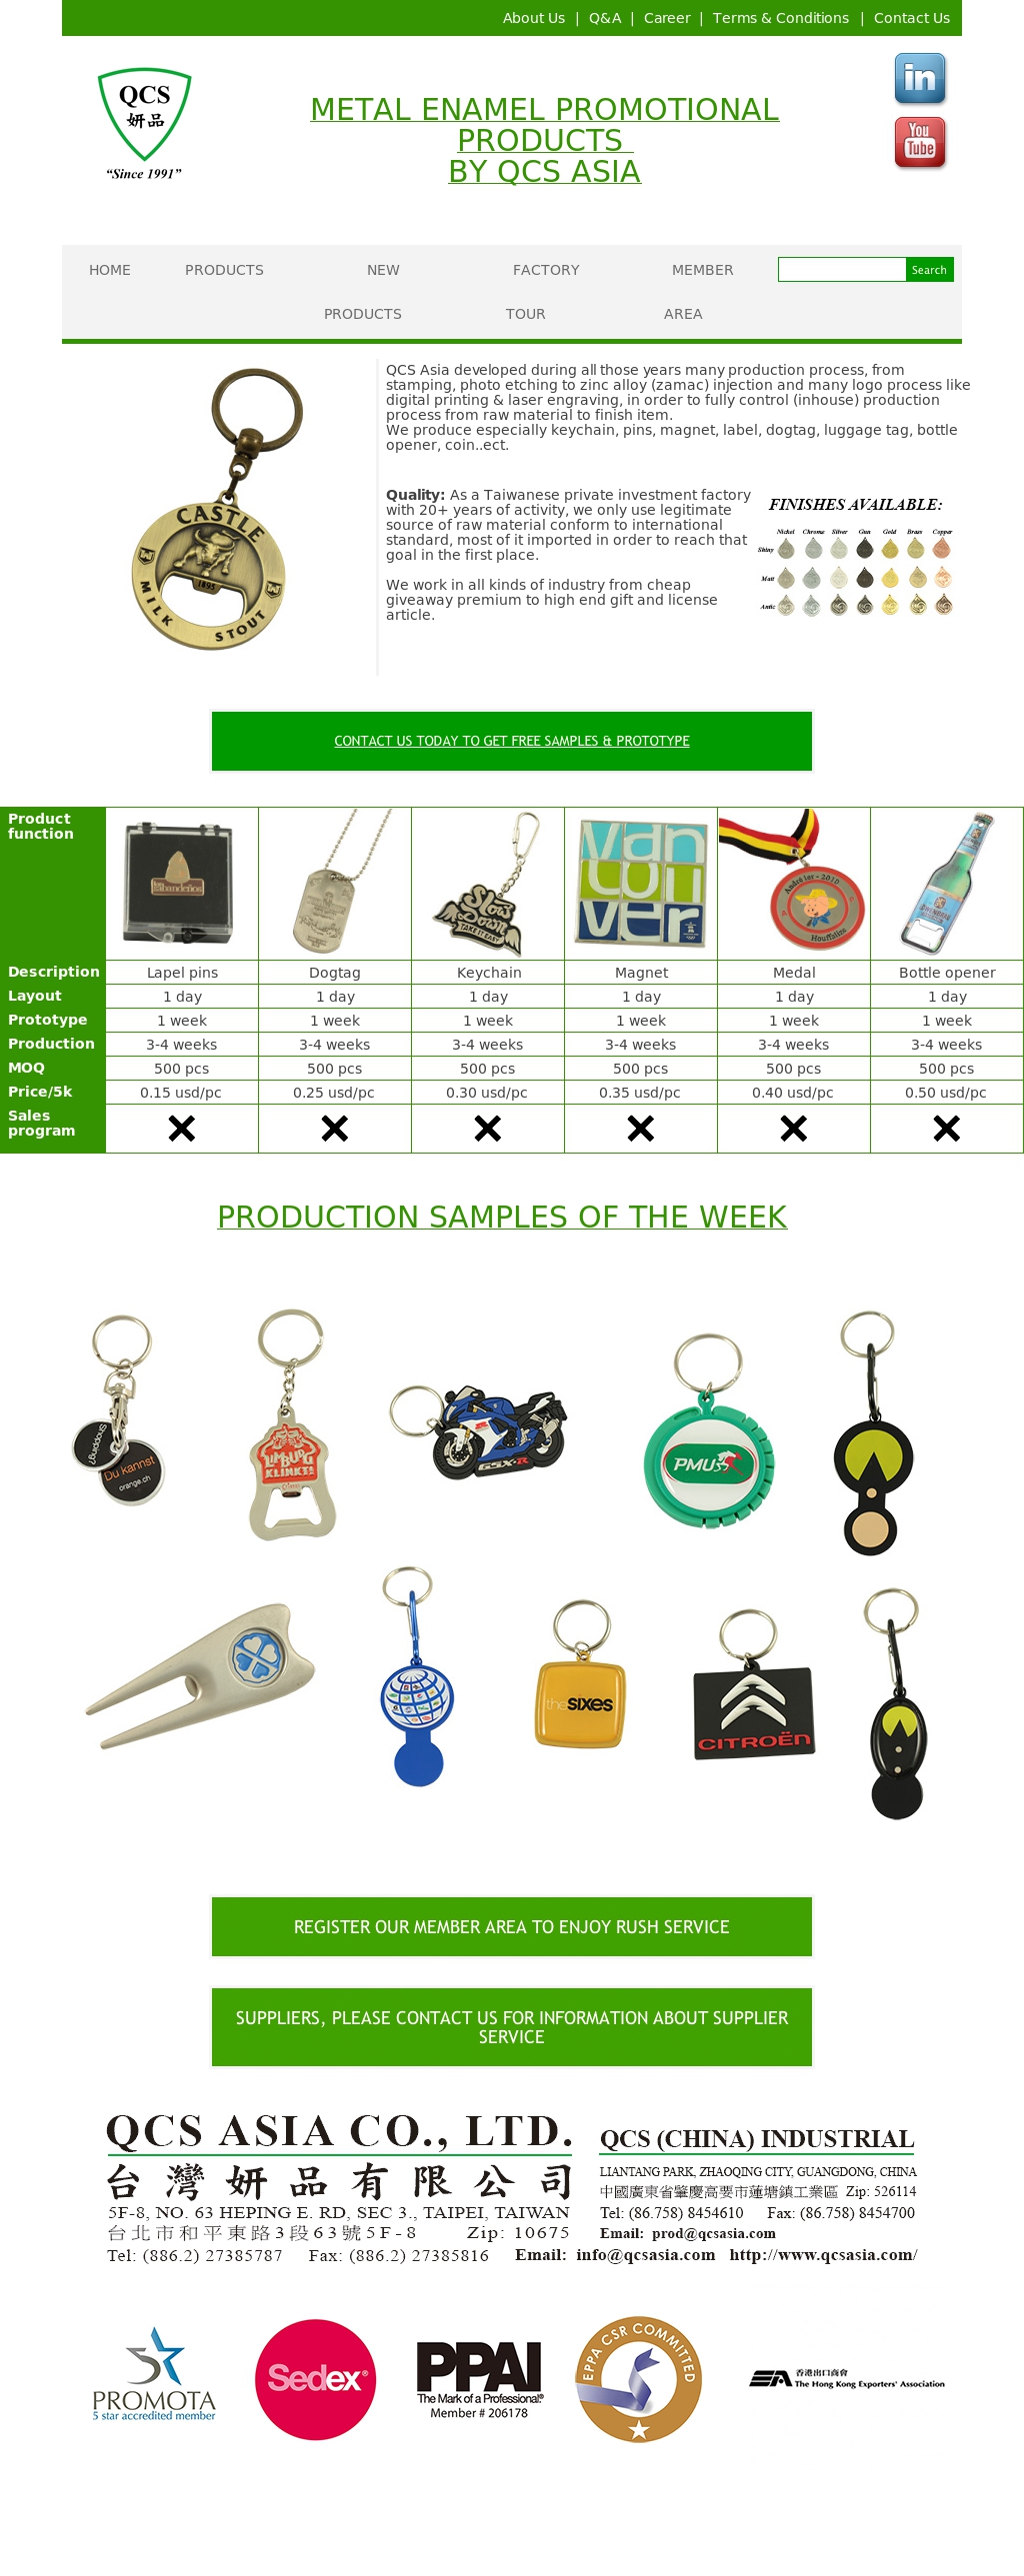 About Us | Q&A | Career | Terms & Conditions | Contact Us
QCS
妍品
"Since 1991"
METAL ENAMEL PROMOTIONAL
PRODUCTS
BY QCS ASIA
in
You
Tube
HOME PRODUCTS NEW FACTORY MEMBER Search
PRODUCTS TOUR AREA
CASTLE
1895
MILK STOUT
QCS Asia developed during all those years many production process, from
stamping, photo etching to zinc alloy (zamac) injection and many logo process like
digital printing & laser engraving, in order to fully control (inhouse) production
process from raw material to finish item.
We produce especially keychain, pins, magnet, label, dogtag, luggage tag, bottle
opener, coin..ect.
Quality: As a Taiwanese private investment factory
with 20+ years of activity, we only use legitimate
source of raw material conform to international
standard, most of it imported in order to reach that
goal in the first place.
We work in all kinds of industry from cheap
giveaway premium to high end gift and license
article.
FINISHES AVAILABLE:
Nickel Chrome Silver Gun Gold Brass Copper
Shiny
Matt
Antic
CONTACT US TODAY TO GET FREE SAMPLES & PROTOTYPE
Product
function
Slow
Down
TAKE IT EASY
van
cou
ver
André 1er - 2010
Houffalize
Description Lapel pins Dogtag Keychain Magnet Medal Bottle opener
Layout 1 day 1 day 1 day 1 day 1 day 1 day
Prototype 1 week 1 week 1 week 1 week 1 week 1 week
Production 3-4 weeks 3-4 weeks 3-4 weeks 3-4 weeks 3-4 weeks 3-4 weeks
MOQ 500 pcs 500 pcs 500 pcs 500 pcs 500 pcs 500 pcs
Price/5k 0.15 usd/pc 0.25 usd/pc 0.30 usd/pc 0.35 usd/pc 0.40 usd/pc 0.50 usd/pc
Sales
program
PRODUCTION SAMPLES OF THE WEEK
Shopping?
Du kannst
orange.ch
LIMBURG
KLINKT!
GSX-R
PMU
the sixes
CITROËN
REGISTER OUR MEMBER AREA TO ENJOY RUSH SERVICE
SUPPLIERS, PLEASE CONTACT US FOR INFORMATION ABOUT SUPPLIER
SERVICE
QCS ASIA CO., LTD.
台灣妍品有限公司
5F-8, NO. 63 HEPING E. RD, SEC 3., TAIPEI, TAIWAN
台北市和平東路3段63號5F-8 Zip: 10675
Tel: (886.2) 27385787 Fax: (886.2) 27385816 Email: info@qcsasia.com http://www.qcsasia.com/
QCS (CHINA) INDUSTRIAL
LIANTANG PARK, ZHAOQING CITY, GUANGDONG, CHINA
中國廣東省肇慶高要市蓮塘鎮工業區 Zip: 526114
Tel: (86.758) 8454610 Fax: (86.758) 8454700
Email: prod@qcsasia.com
PROMOTA
5 star accredited member
Sedex®
PPAI
The Mark of a Professional®
Member # 206178
EPPA CSR COMMITTED
香港出口商會
The Hong Kong Exporters' Association